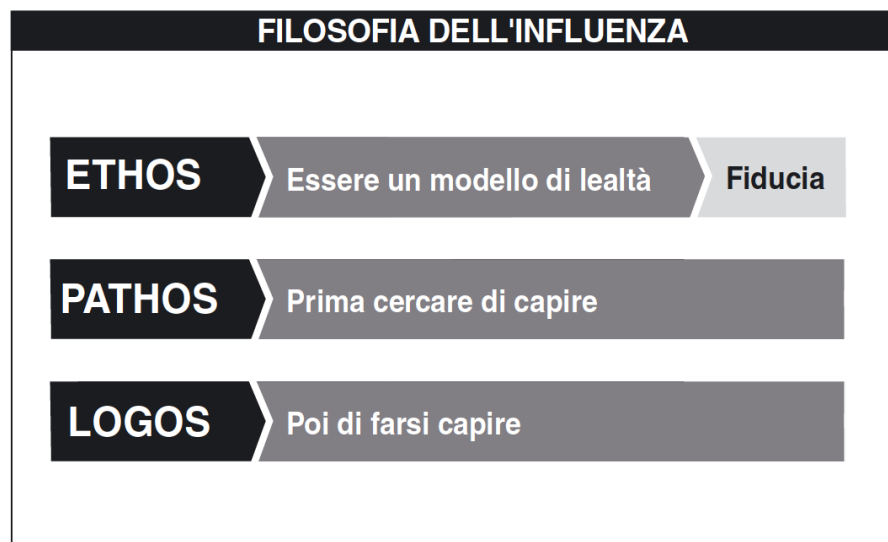 FILOSOFIA DELL'INFLUENZA
ETHOS Essere un modello di lealtà Fiducia
PATHOS Prima cercare di capire
LOGOS Poi di farsi capire